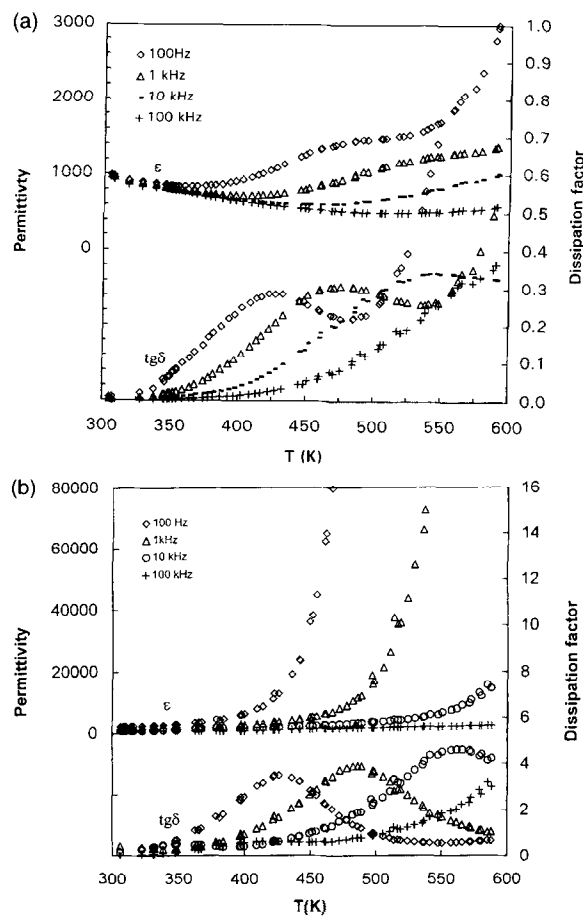 (a)
3000
2000
1000
0
Permittivty
100Hz
1 kHz
10 kHz
100 kHz
ε
tgδ
1.0
0.9
0.8
0.7
0.6
0.5
0.4
0.3
0.2
0.1
0.0
Dissipation factor
300 350 400 450 500 550 600
T (K)
(b)
80000
60000
40000
20000
0
Permittivity
100 Hz
1kHz
10 kHz
100 kHz
ε
tgδ
16
14
12
10
8
6
4
2
0
Dissipation factor
300 350 400 450 500 550 600
T(K)